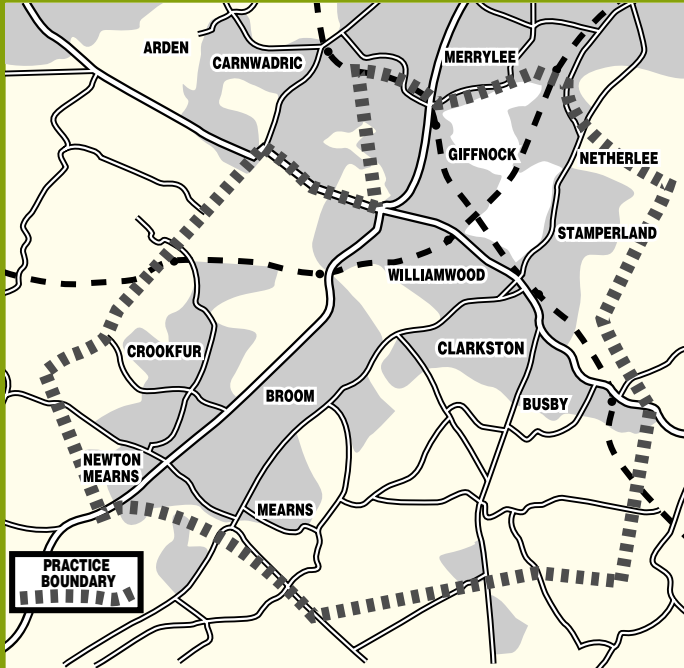 ARDEN
CARNWADRIC
MERRYLEE
GIFFNOCK
NETHERLEE
STAMPERLAND
WILLIAMWOOD
CROOKFUR
CLARKSTON
BROOM
BUSBY
NEWTON
MEARNS
MEARNS
PRACTICE
BOUNDARY